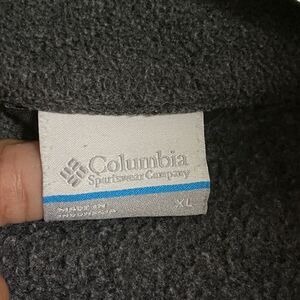 Columbia
Sportswear Company
MADE IN
INDONESIA
XL